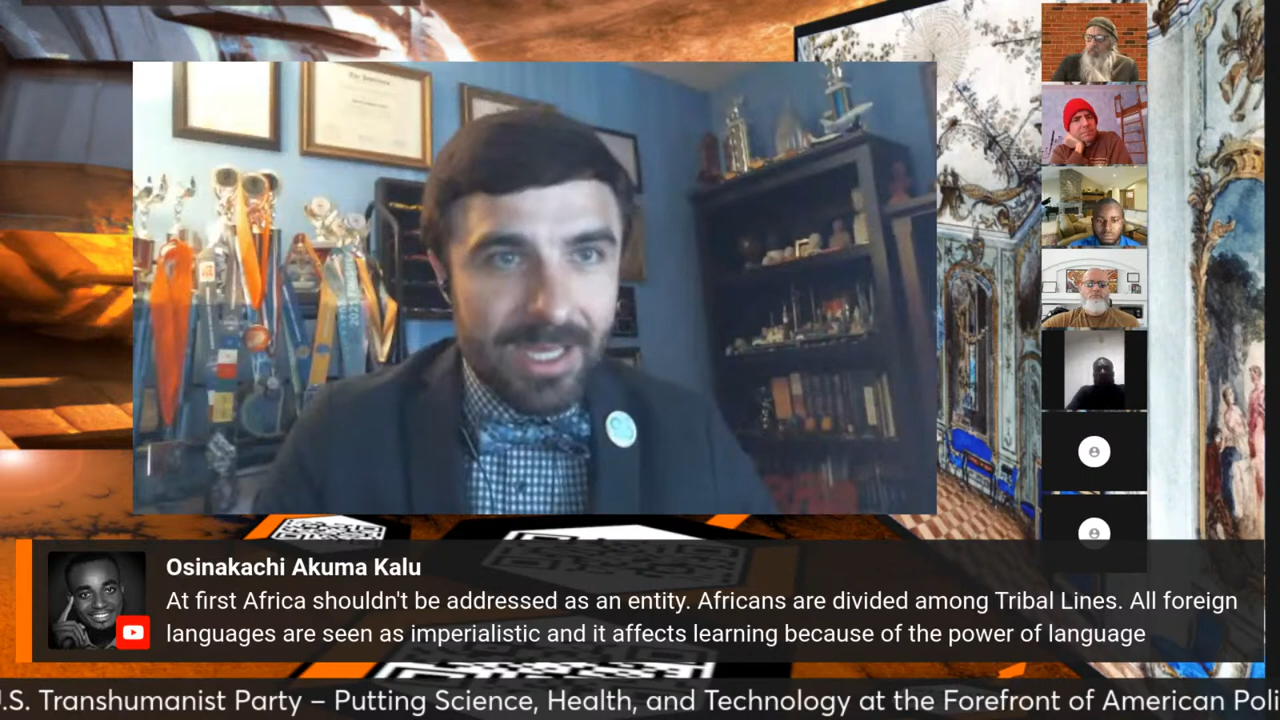 Osinakachi Akuma Kalu
At first Africa shouldn't be addressed as an entity. Africans are divided among Tribal Lines. All foreign
languages are seen as imperialistic and it affects learning because of the power of language
U.S. Transhumanist Party – Putting Science, Health, and Technology at the Forefront of American Poli